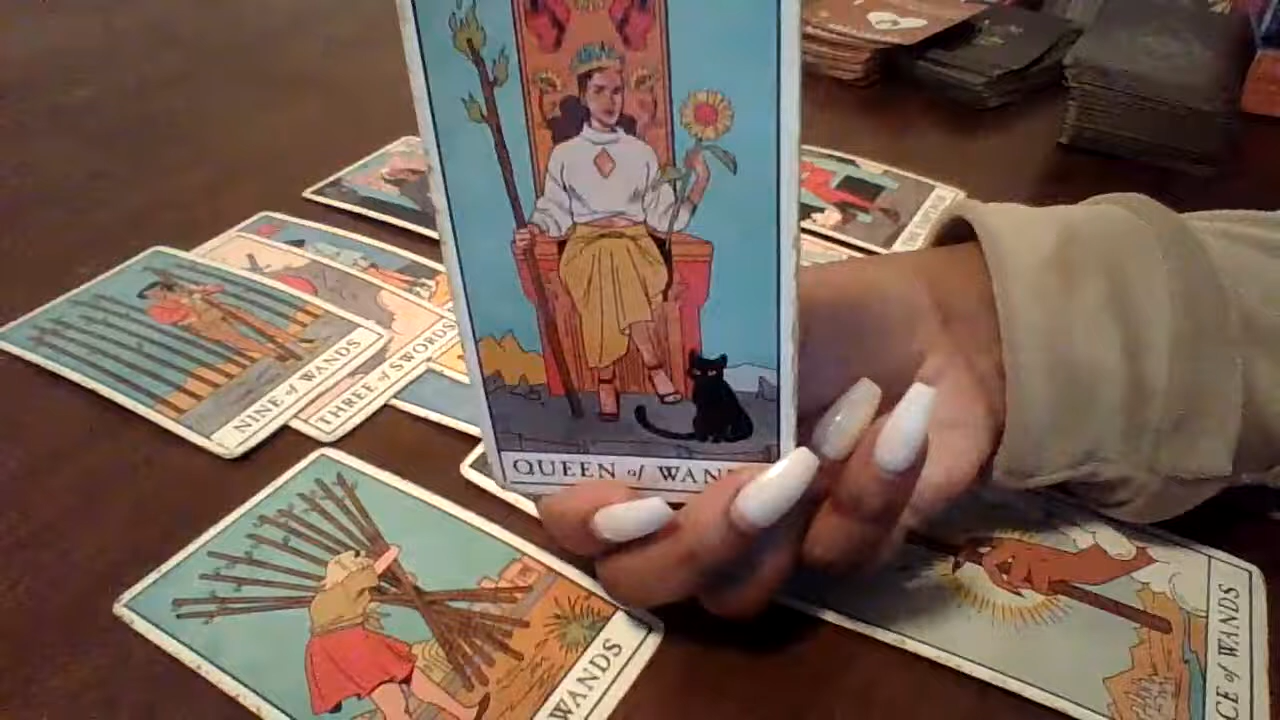 QUEEN of WAN
NINE of WANDS
THREE of SWORDS
WANDS
CE of WANDS